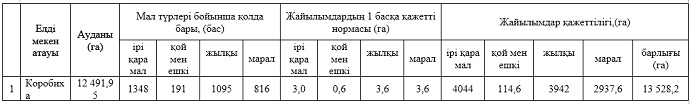 Елді мекен атауы
Ауданы (га)
Мал түрлері бойынша қолда бары, (бас)
Жайылымдардың 1 басқа қажетті нормасы (га)
Жайылымдар қажеттілігі,(га)
ірі қара мал
қой мен ешкі
жылқы
марал
ірі қара мал
қой мен ешкі
жылқы
марал
ірі қара мал
қой мен ешкі
жылқы
марал
барлығы (га)
1 Коробиха 12 491,95 1348 191 1095 816 3,0 0,6 3,6 3,6 4044 114,6 3942 2937,6 13 528,2